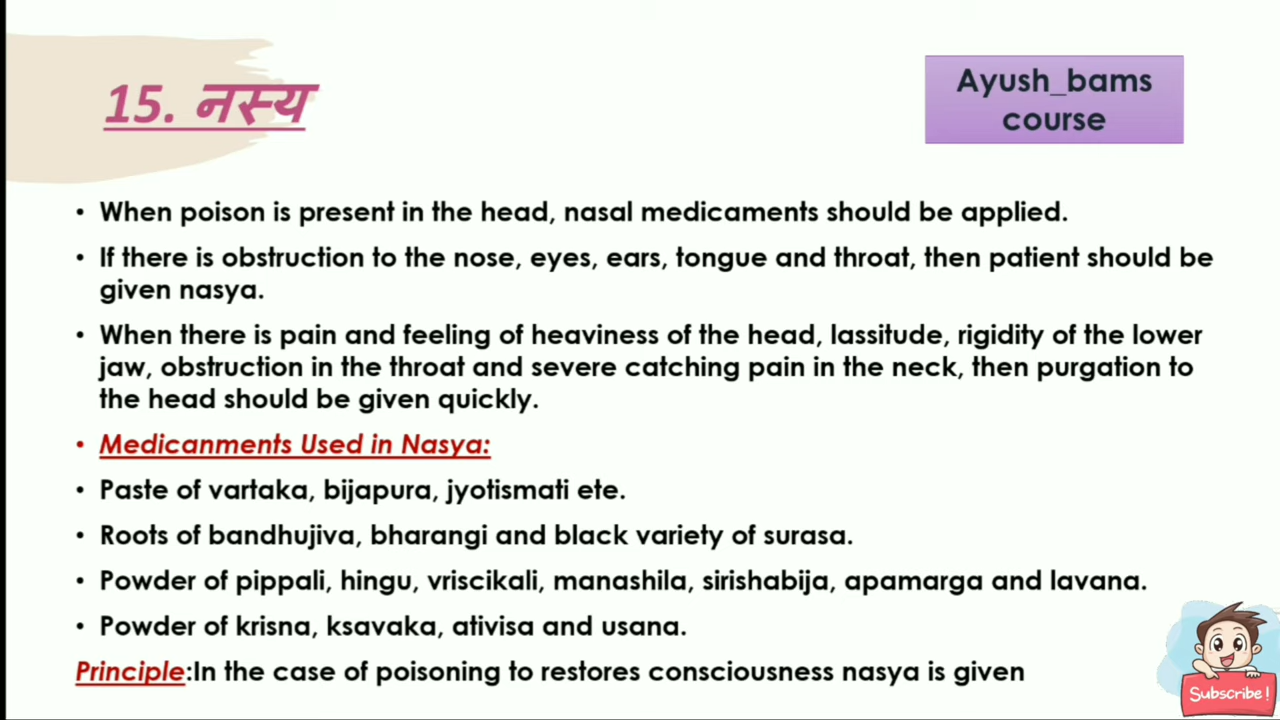 15. नस्य
Ayush_bams
course
• When poison is present in the head, nasal medicaments should be applied.
• If there is obstruction to the nose, eyes, ears, tongue and throat, then patient should be
given nasya.
• When there is pain and feeling of heaviness of the head, lassitude, rigidity of the lower
jaw, obstruction in the throat and severe catching pain in the neck, then purgation to
the head should be given quickly.
• Medicanments Used in Nasya:
• Paste of vartaka, bijapura, jyotismati ete.
• Roots of bandhujiva, bharangi and black variety of surasa.
• Powder of pippali, hingu, vriscikali, manashila, sirishabija, apamarga and lavana.
• Powder of krisna, ksavaka, ativisa and usana.
Principle:In the case of poisoning to restores consciousness nasya is given
Subscribe!